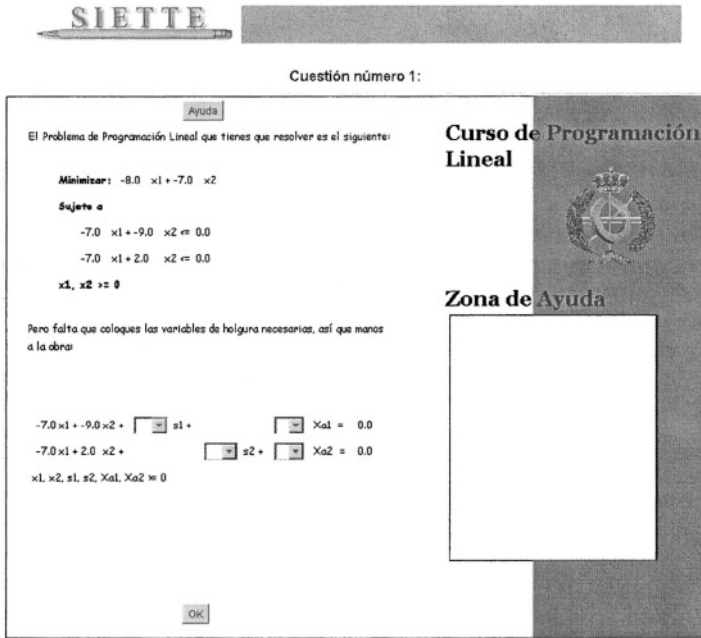 SIETTE
Cuestión número 1:
Ayuda
El Problema de Programación Lineal que tienes que resolver es el siguiente:
Minimizar: -8.0 x1 + -7.0 x2
Sujeto a
-7.0 x1 + -9.0 x2 <= 0.0
-7.0 x1 + 2.0 x2 <= 0.0
x1, x2 >= 0
Pero falta que coloques las variables de holgura necesarias, así que manos
a la obra:
-7.0 x1 + -9.0 x2 + s1 + Xa1 = 0.0
-7.0 x1 + 2.0 x2 + s2 + Xa2 = 0.0
x1, x2, s1, s2, Xa1, Xa2 >= 0
OK
Curso de Programación
Lineal
Zona de Ayuda